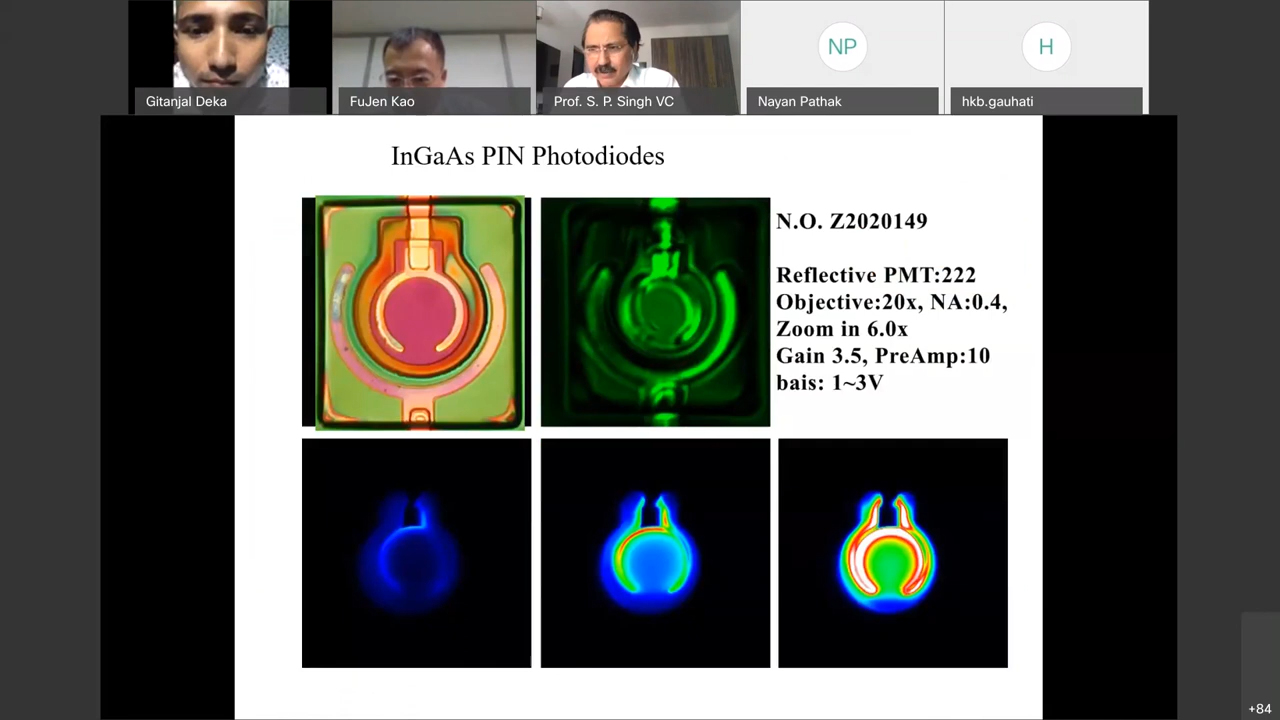 Gitanjal Deka
FuJen Kao
Prof. S. P. Singh VC
NP
Nayan Pathak
H
hkb.gauhati
InGaAs PIN Photodiodes
N.O. Z2020149
Reflective PMT:222
Objective:20x, NA:0.4,
Zoom in 6.0x
Gain 3.5, PreAmp:10
bais: 1~3V
+84